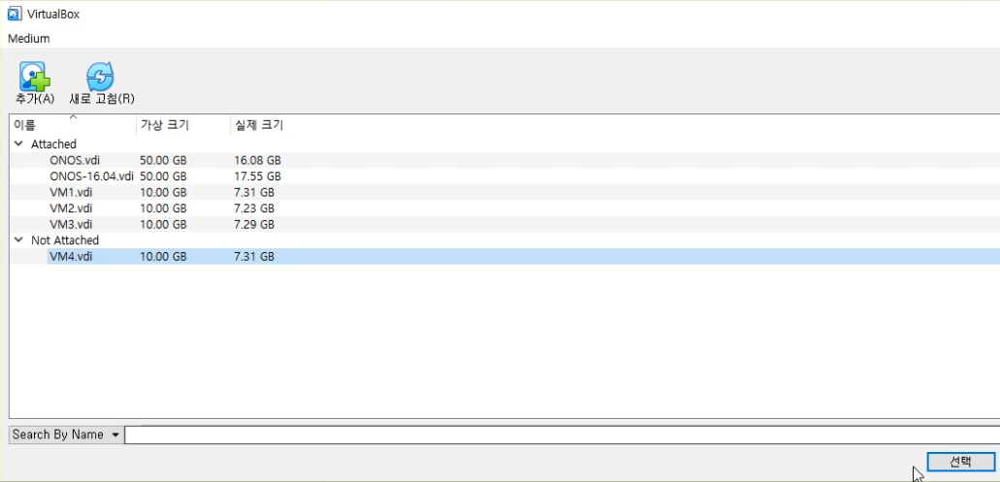 VirtualBox
Medium
추가(A) 새로 고침(R)
이름 가상 크기 실제 크기
Attached
ONOS.vdi 50.00 GB 16.08 GB
ONOS-16.04.vdi 50.00 GB 17.55 GB
VM1.vdi 10.00 GB 7.31 GB
VM2.vdi 10.00 GB 7.23 GB
VM3.vdi 10.00 GB 7.29 GB
Not Attached
VM4.vdi 10.00 GB 7.31 GB
Search By Name
선택